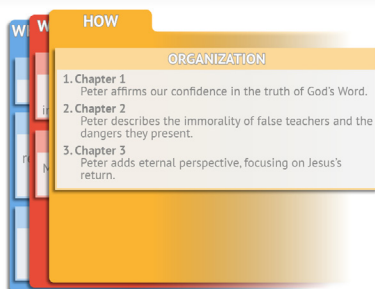 HOW
ORGANIZATION
1. Chapter 1
Peter affirms our confidence in the truth of God's Word.
2. Chapter 2
Peter describes the immorality of false teachers and the
dangers they present.
3. Chapter 3
Peter adds eternal perspective, focusing on Jesus's
return.